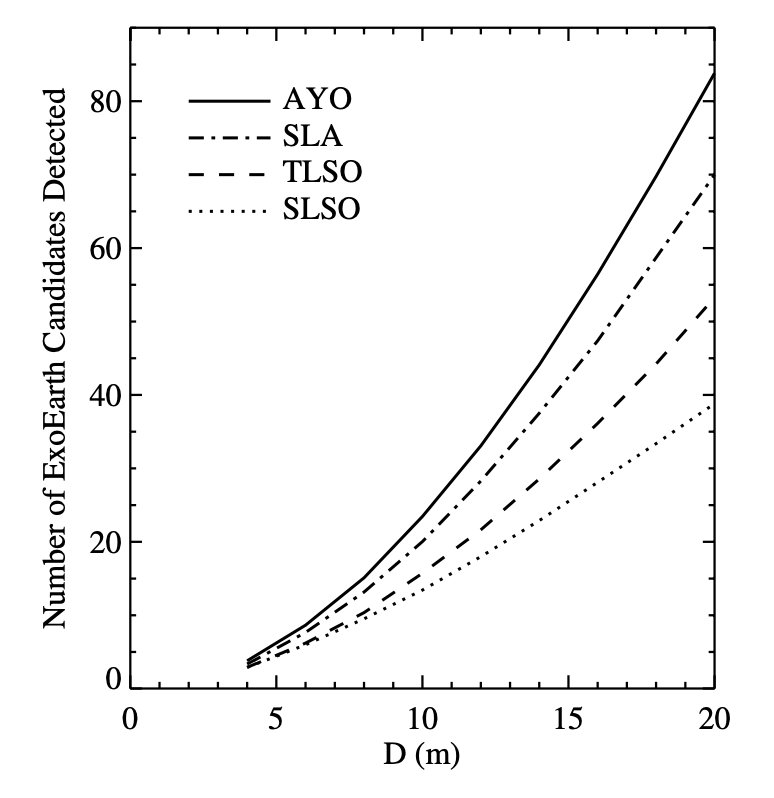 Number of ExoEarth Candidates Detected
80
60
40
20
0
AYO
SLA
TLSO
SLSO
0 5 10 15 20
D (m)